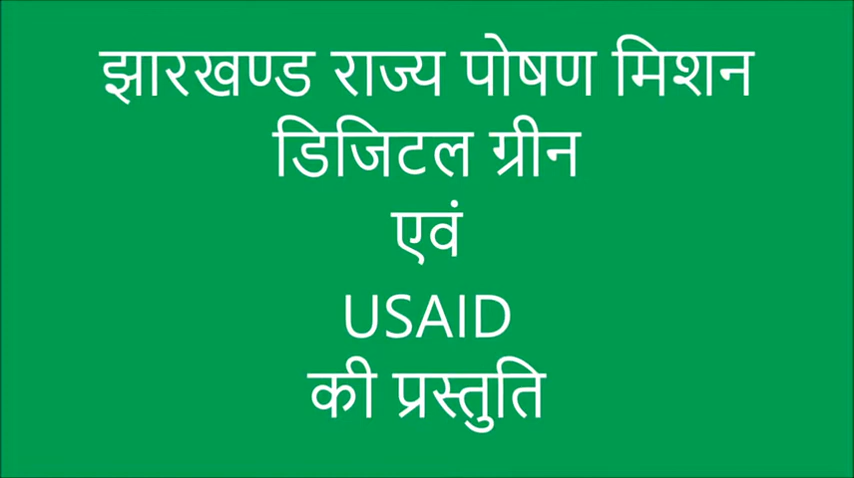 झारखण्ड राज्य पोषण मिशन
डिजिटल ग्रीन
एवं
USAID
की प्रस्तुति